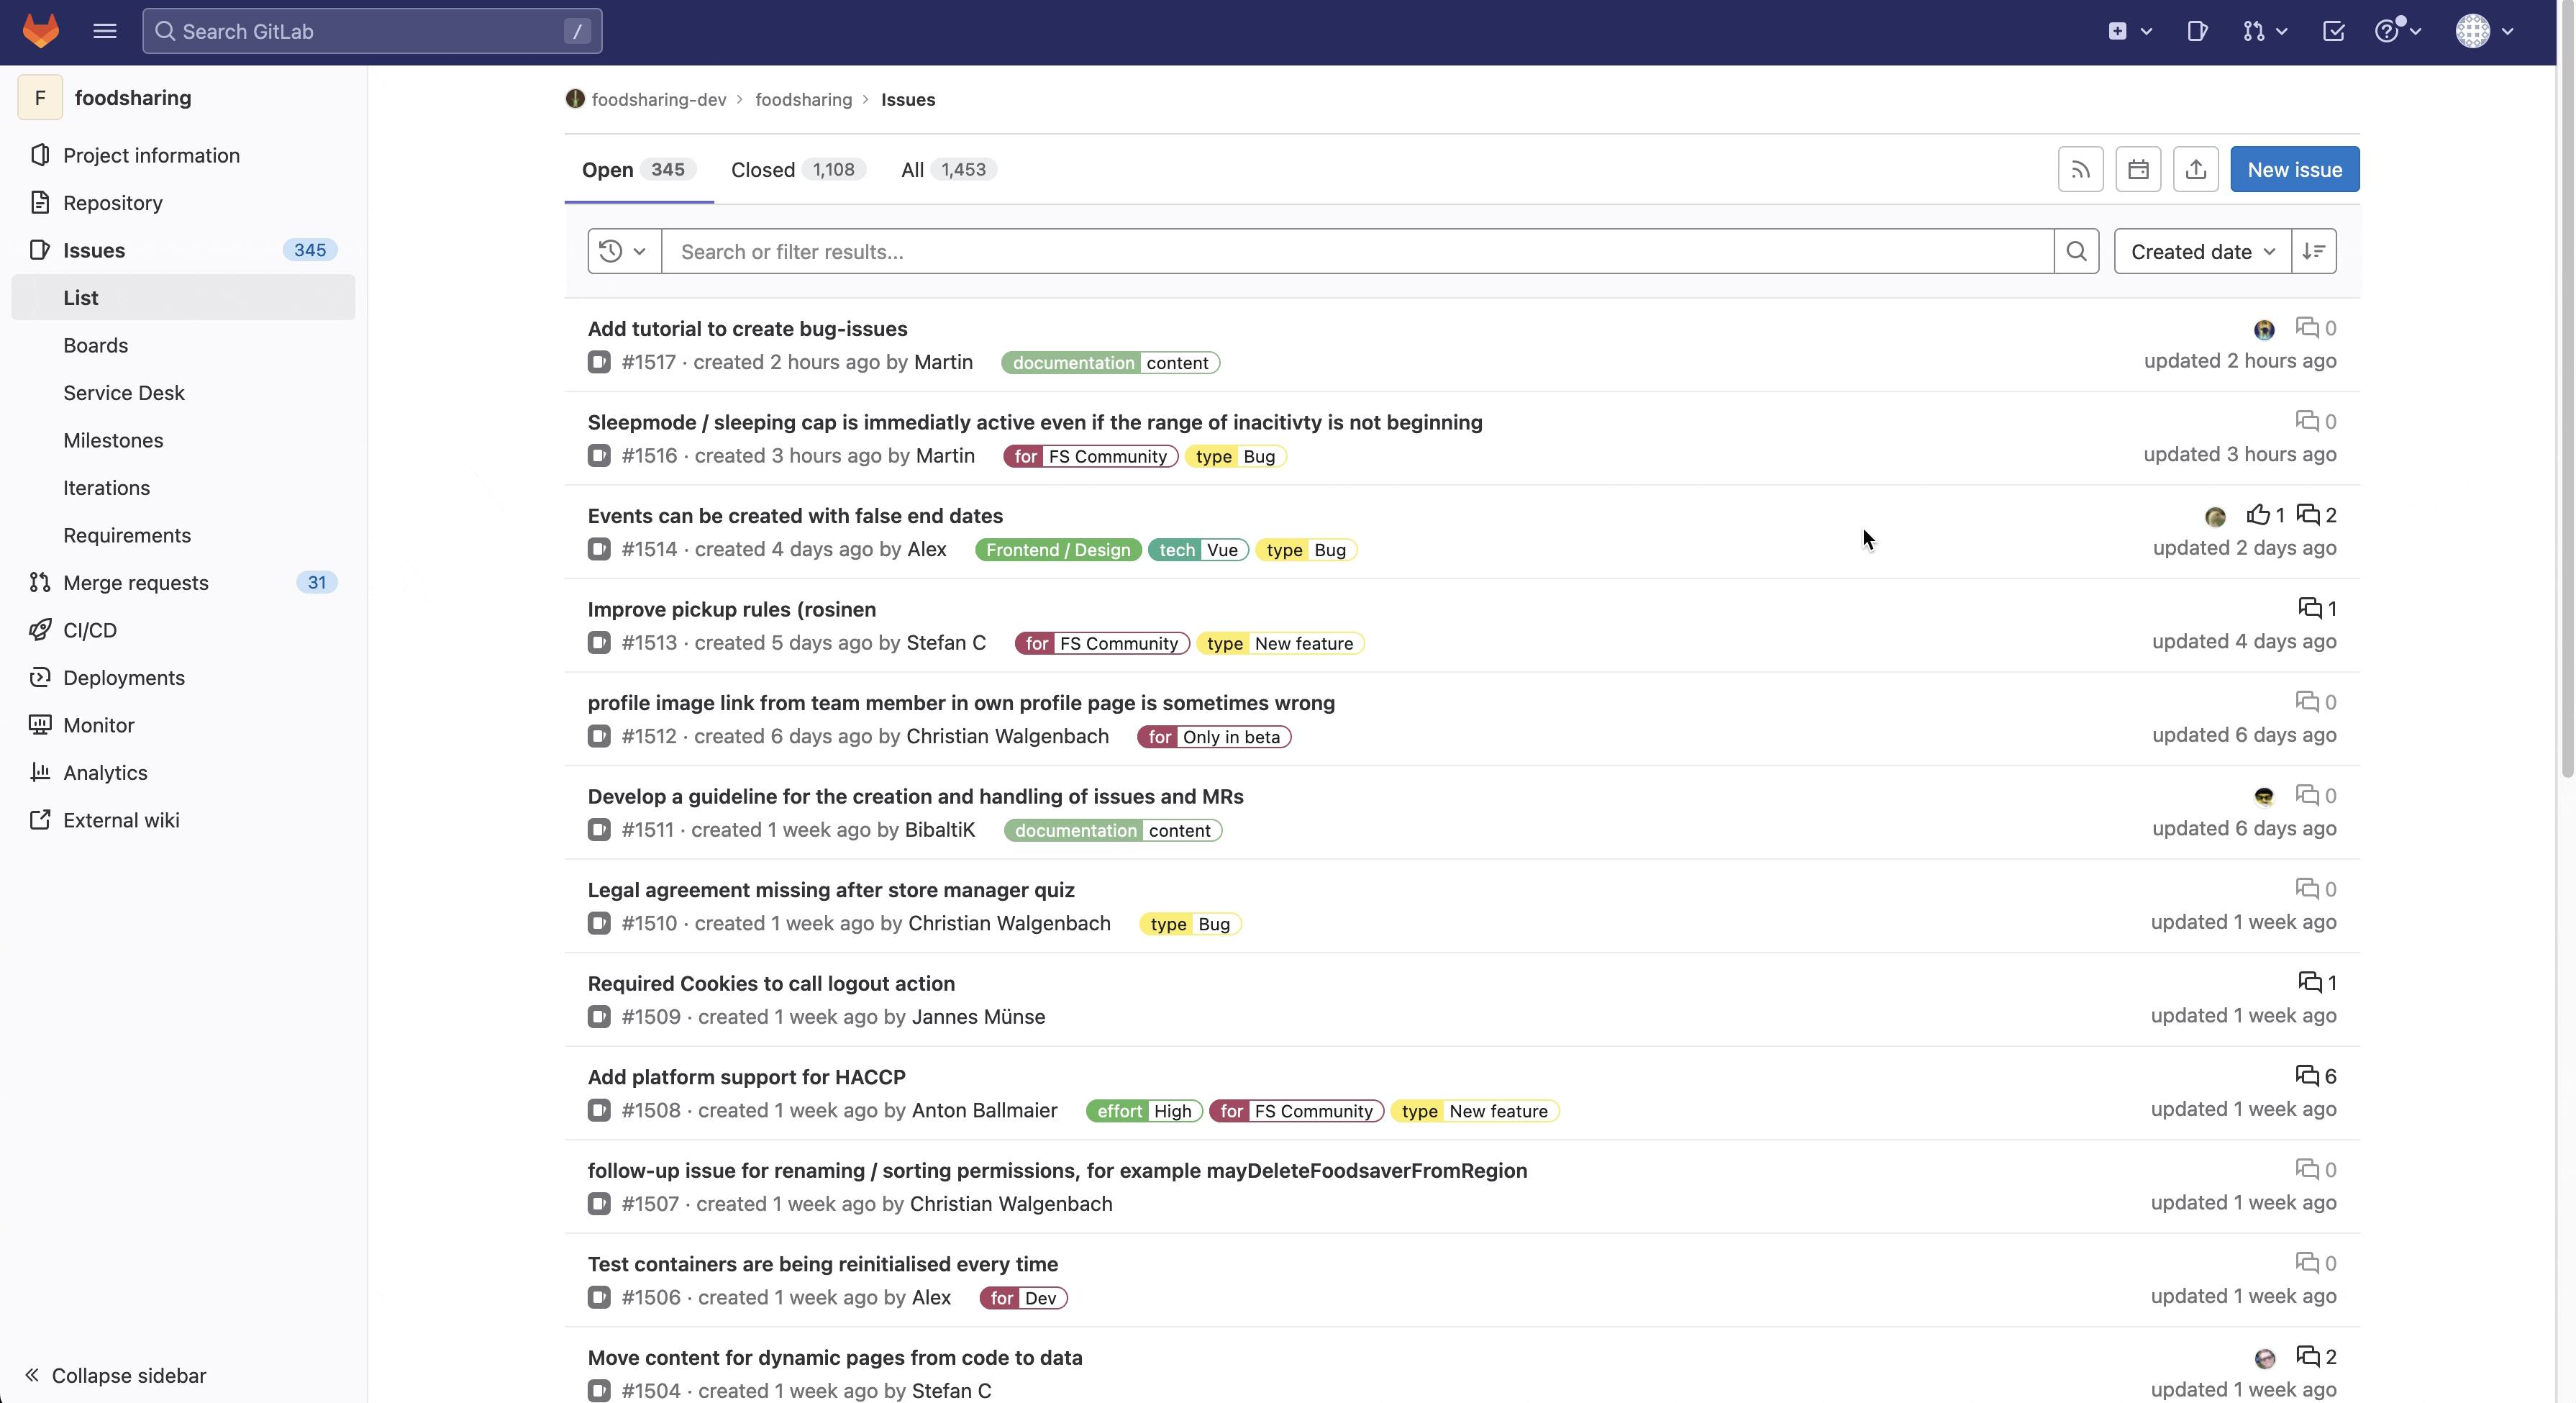 Search GitLab /
F foodsharing
Project information
Repository
Issues 345
List
Boards
Service Desk
Milestones
Iterations
Requirements
Merge requests 31
CI/CD
Deployments
Monitor
Analytics
External wiki
Collapse sidebar
foodsharing-dev > foodsharing > Issues
Open 345 Closed 1,108 All 1,453 New issue
Search or filter results... Created date
Add tutorial to create bug-issues 0
#1517 · created 2 hours ago by Martin documentation content updated 2 hours ago
Sleepmode / sleeping cap is immediatly active even if the range of inacitivty is not beginning 0
#1516 · created 3 hours ago by Martin for FS Community type Bug updated 3 hours ago
Events can be created with false end dates 1 2
#1514 · created 4 days ago by Alex Frontend / Design tech Vue type Bug updated 2 days ago
Improve pickup rules (rosinen 1
#1513 · created 5 days ago by Stefan C for FS Community type New feature updated 4 days ago
profile image link from team member in own profile page is sometimes wrong 0
#1512 · created 6 days ago by Christian Walgenbach for Only in beta updated 6 days ago
Develop a guideline for the creation and handling of issues and MRs 0
#1511 · created 1 week ago by BibaltiK documentation content updated 6 days ago
Legal agreement missing after store manager quiz 0
#1510 · created 1 week ago by Christian Walgenbach type Bug updated 1 week ago
Required Cookies to call logout action 1
#1509 · created 1 week ago by Jannes Münse updated 1 week ago
Add platform support for HACCP 6
#1508 · created 1 week ago by Anton Ballmaier effort High for FS Community type New feature updated 1 week ago
follow-up issue for renaming / sorting permissions, for example mayDeleteFoodsaverFromRegion 0
#1507 · created 1 week ago by Christian Walgenbach updated 1 week ago
Test containers are being reinitialised every time 0
#1506 · created 1 week ago by Alex for Dev updated 1 week ago
Move content for dynamic pages from code to data 2
#1504 · created 1 week ago by Stefan C updated 1 week ago